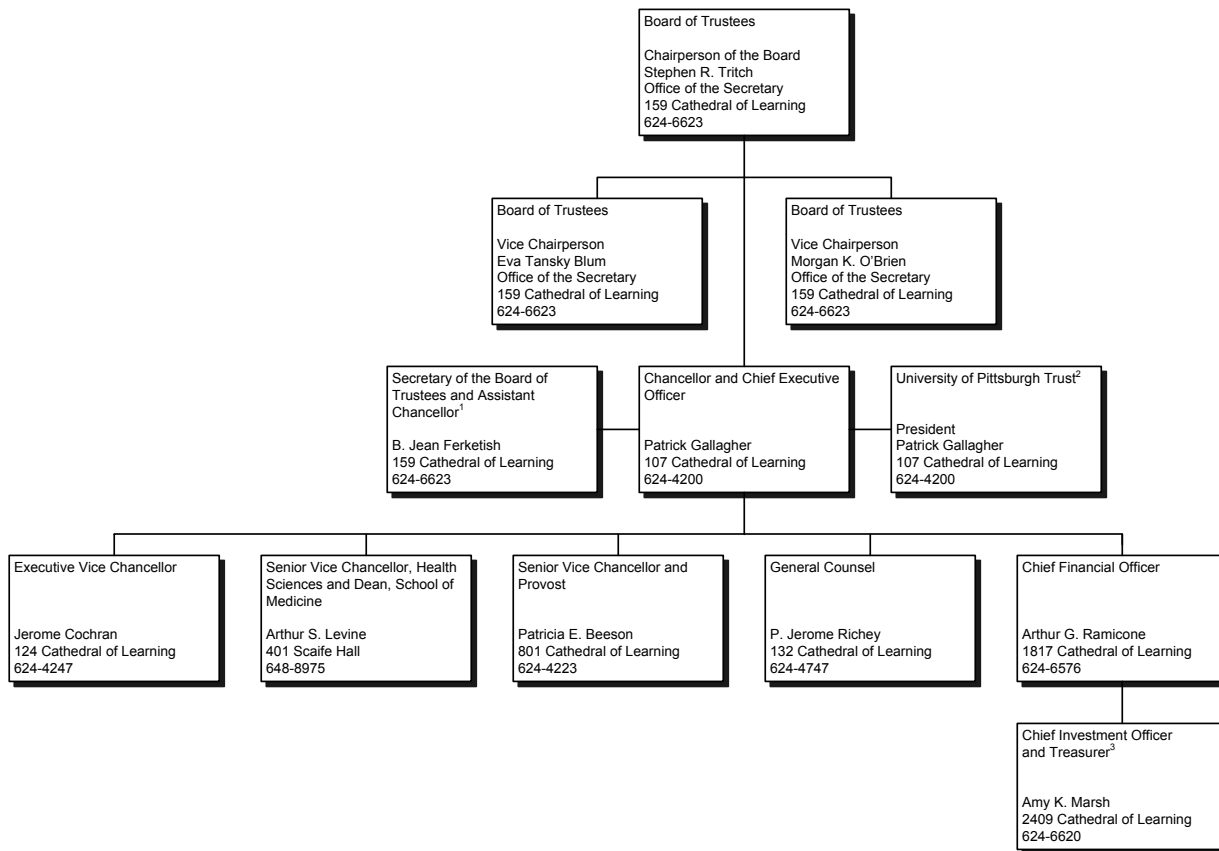 Board of Trustees
Chairperson of the Board
Stephen R. Tritch
Office of the Secretary
159 Cathedral of Learning
624-6623
Board of Trustees
Vice Chairperson
Eva Tansky Blum
Office of the Secretary
159 Cathedral of Learning
624-6623
Board of Trustees
Vice Chairperson
Morgan K. O’Brien
Office of the Secretary
159 Cathedral of Learning
624-6623
Secretary of the Board of
Trustees and Assistant
Chancellor¹
B. Jean Ferketish
159 Cathedral of Learning
624-6623
Chancellor and Chief Executive
Officer
Patrick Gallagher
107 Cathedral of Learning
624-4200
University of Pittsburgh Trust²
President
Patrick Gallagher
107 Cathedral of Learning
624-4200
Executive Vice Chancellor
Jerome Cochran
124 Cathedral of Learning
624-4247
Senior Vice Chancellor, Health
Sciences and Dean, School of
Medicine
Arthur S. Levine
401 Scaife Hall
648-8975
Senior Vice Chancellor and
Provost
Patricia E. Beeson
801 Cathedral of Learning
624-4223
General Counsel
P. Jerome Richey
132 Cathedral of Learning
624-4747
Chief Financial Officer
Arthur G. Ramicone
1817 Cathedral of Learning
624-6576
Chief Investment Officer
and Treasurer³
Amy K. Marsh
2409 Cathedral of Learning
624-6620